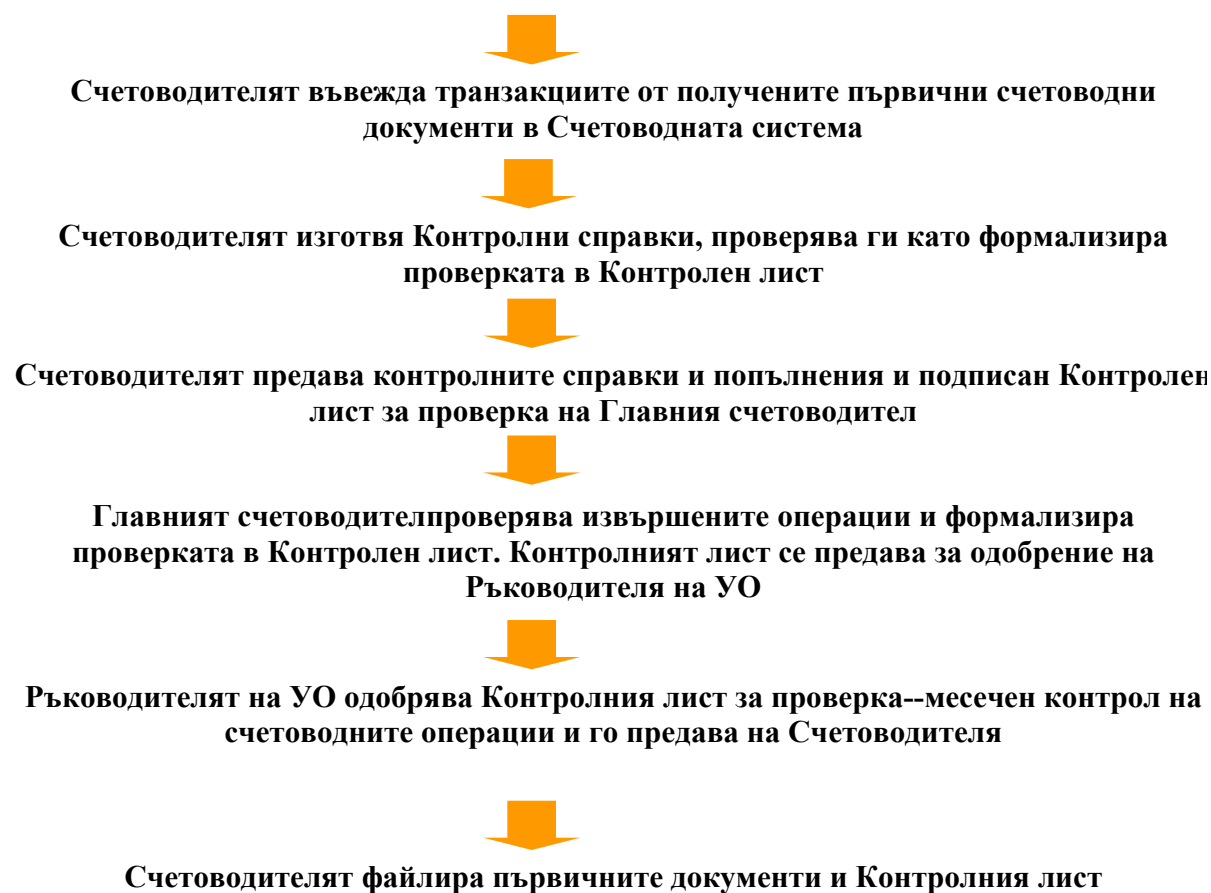 Счетоводителят въвежда транзакциите от получените първични счетоводни
документи в Счетоводната система
Счетоводителят изготвя Контролни справки, проверява ги като формализира
проверката в Контролен лист
Счетоводителят предава контролните справки и попълнения и подписан Контролен
лист за проверка на Главния счетоводител
Главният счетоводителпроверява извършените операции и формализира
проверката в Контролен лист. Контролният лист се предава за одобрение на
Ръководителя на УО
Ръководителят на УО одобрява Контролния лист за проверка--месечен контрол на
счетоводните операции и го предава на Счетоводителя
Счетоводителят файлира първичните документи и Контролния лист